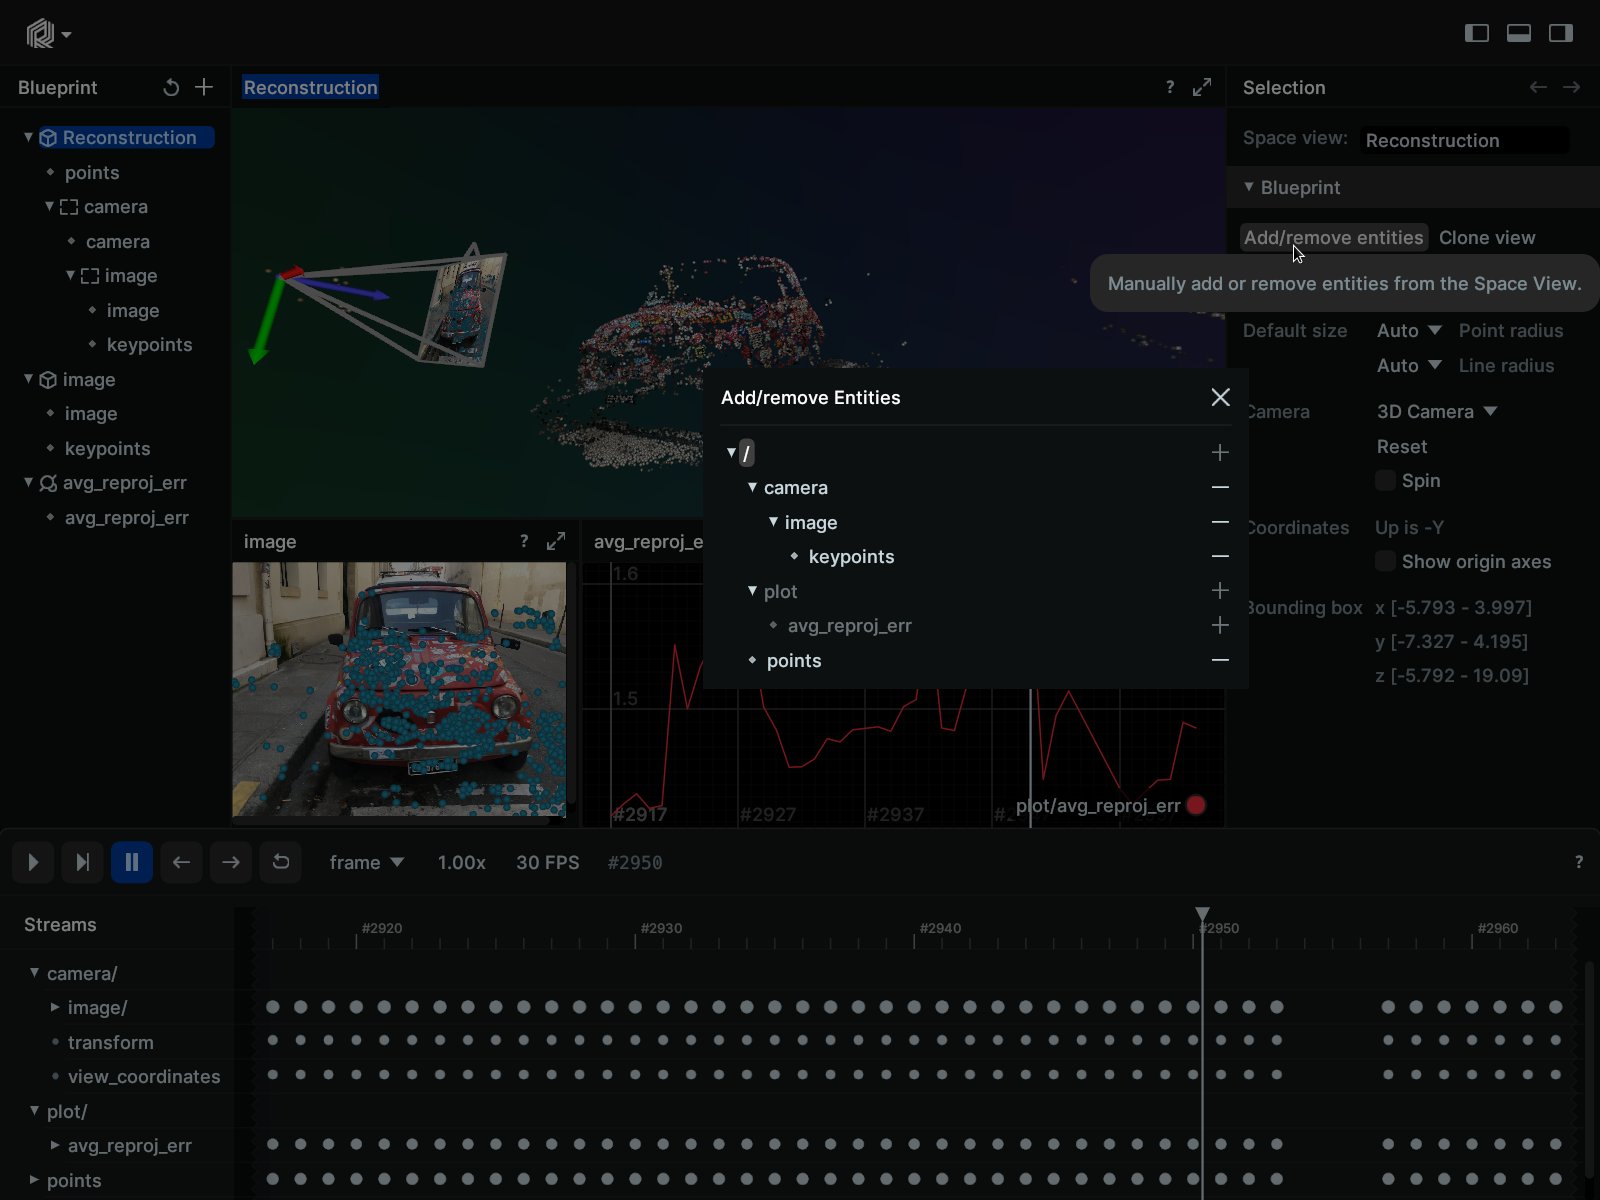 Blueprint
Reconstruction
?
Selection
Reconstruction
points
camera
camera
image
image
keypoints
image
image
keypoints
avg_reproj_err
avg_reproj_err
Space view:
Reconstruction
Blueprint
Add/remove entities
Clone view
Manually add or remove entities from the Space View.
Default size
Auto
Point radius
Auto
Line radius
Camera
3D Camera
Reset
Spin
Coordinates
Up is -Y
Show origin axes
Bounding box
x [-5.793 - 3.997]
y [-7.327 - 4.195]
z [-5.792 - 19.09]
Add/remove Entities
/
camera
image
keypoints
plot
avg_reproj_err
points
image
?
avg_reproj_e
1.6
1.5
#2917
#2927
#2937
plot/avg_reproj_err
frame
1.00x
30 FPS
#2950
?
Streams
#2920
#2930
#2940
#2950
#2960
camera/
image/
transform
view_coordinates
plot/
avg_reproj_err
points